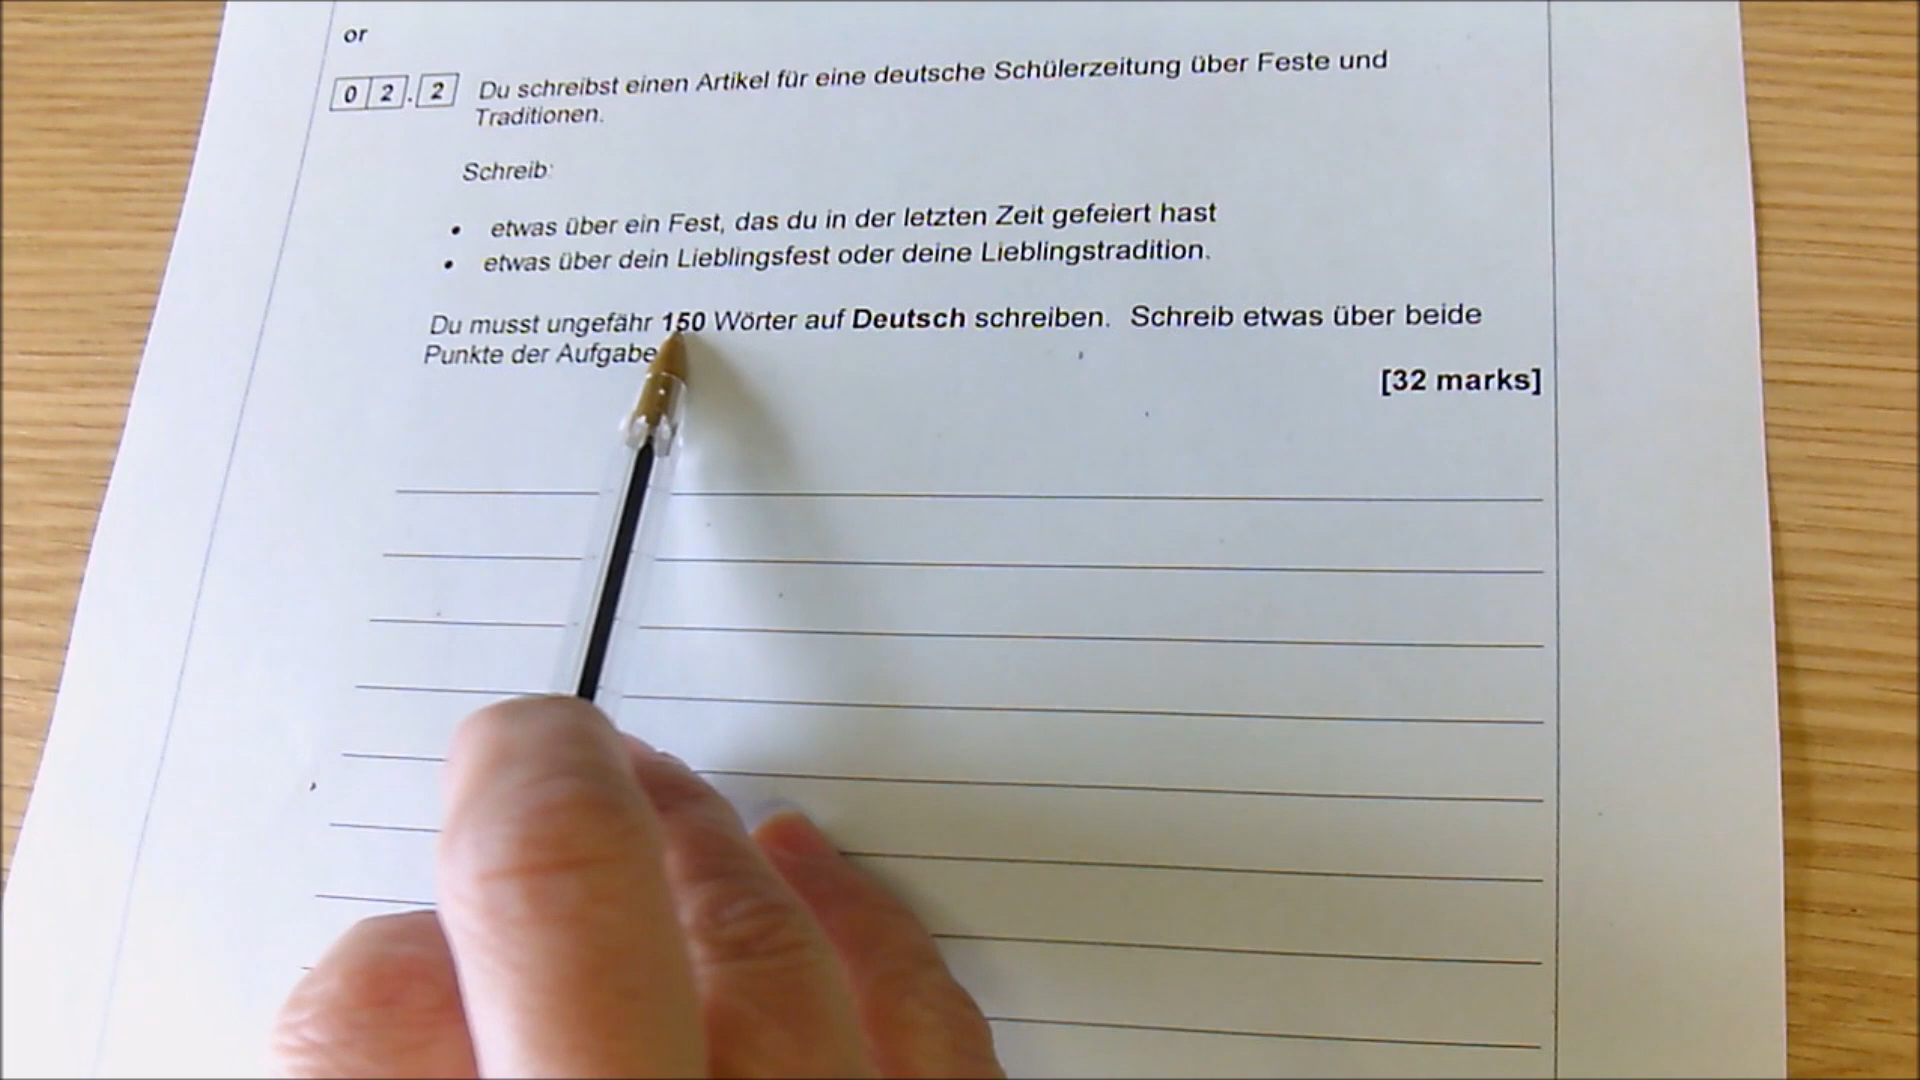 or
0 2 . 2 Du schreibst einen Artikel für eine deutsche Schülerzeitung über Feste und
Traditionen.
Schreib:
• etwas über ein Fest, das du in der letzten Zeit gefeiert hast
• etwas über dein Lieblingsfest oder deine Lieblingstradition.
Du musst ungefähr 150 Wörter auf Deutsch schreiben. Schreib etwas über beide
Punkte der Aufgabe
[32 marks]